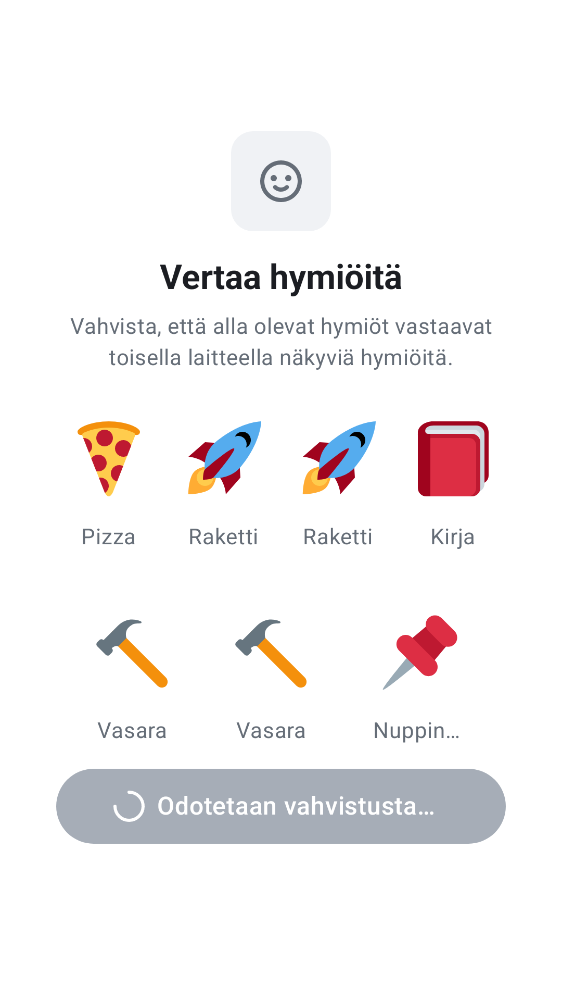 Vertaa hymiöitä
Vahvista, että alla olevat hymiöt vastaavat
toisella laitteella näkyviä hymiöitä.
Pizza Raketti Raketti Kirja
Vasara Vasara Nuppin…
Odotetaan vahvistusta…